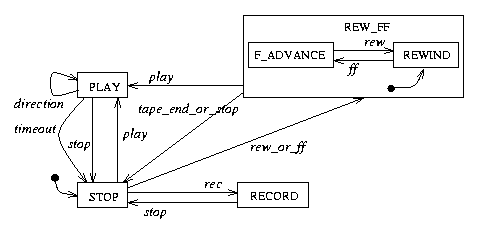 REW_FF
F_ADVANCE
rew
REWIND
ff
play
PLAY
direction
tape_end_or_stop
timeout
stop
play
rew_or_ff
STOP
rec
RECORD
stop